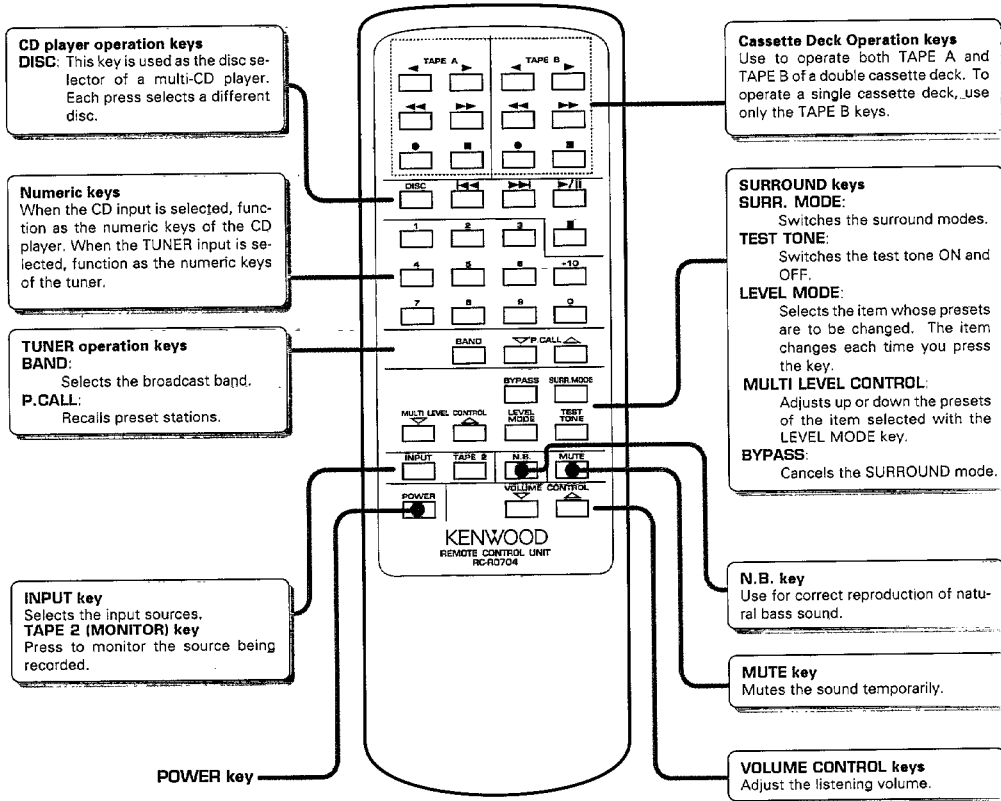 CD player operation keys
DISC: This key is used as the disc se-
lector of a multi-CD player.
Each press selects a different
disc.
Numeric keys
When the CD input is selected, func-
tion as the numeric keys of the CD
player. When the TUNER input is se-
lected, function as the numeric keys
of the tuner.
TUNER operation keys
BAND:
Selects the broadcast band.
P.CALL:
Recalls preset stations.
INPUT key
Selects the input sources.
TAPE 2 (MONITOR) key
Press to monitor the source being
recorded.
POWER key
TAPE A TAPE B
DISC
1 2 3
4 5 6 +10
7 8 9 0
BAND P.CALL
BYPASS SURR.MODE
MULTI LEVEL CONTROL LEVEL MODE TEST TONE
INPUT TAPE 2 N.B. MUTE
POWER VOLUME CONTROL
KENWOOD
REMOTE CONTROL UNIT
RC-R0704
Cassette Deck Operation keys
Use to operate both TAPE A and
TAPE B of a double cassette deck. To
operate a single cassette deck, use
only the TAPE B keys.
SURROUND keys
SURR. MODE:
Switches the surround modes.
TEST TONE:
Switches the test tone ON and
OFF.
LEVEL MODE:
Selects the item whose presets
are to be changed. The item
changes each time you press
the key.
MULTI LEVEL CONTROL:
Adjusts up or down the presets
of the item selected with the
LEVEL MODE key.
BYPASS:
Cancels the SURROUND mode.
N.B. key
Use for correct reproduction of natu-
ral bass sound.
MUTE key
Mutes the sound temporarily.
VOLUME CONTROL keys
Adjust the listening volume.